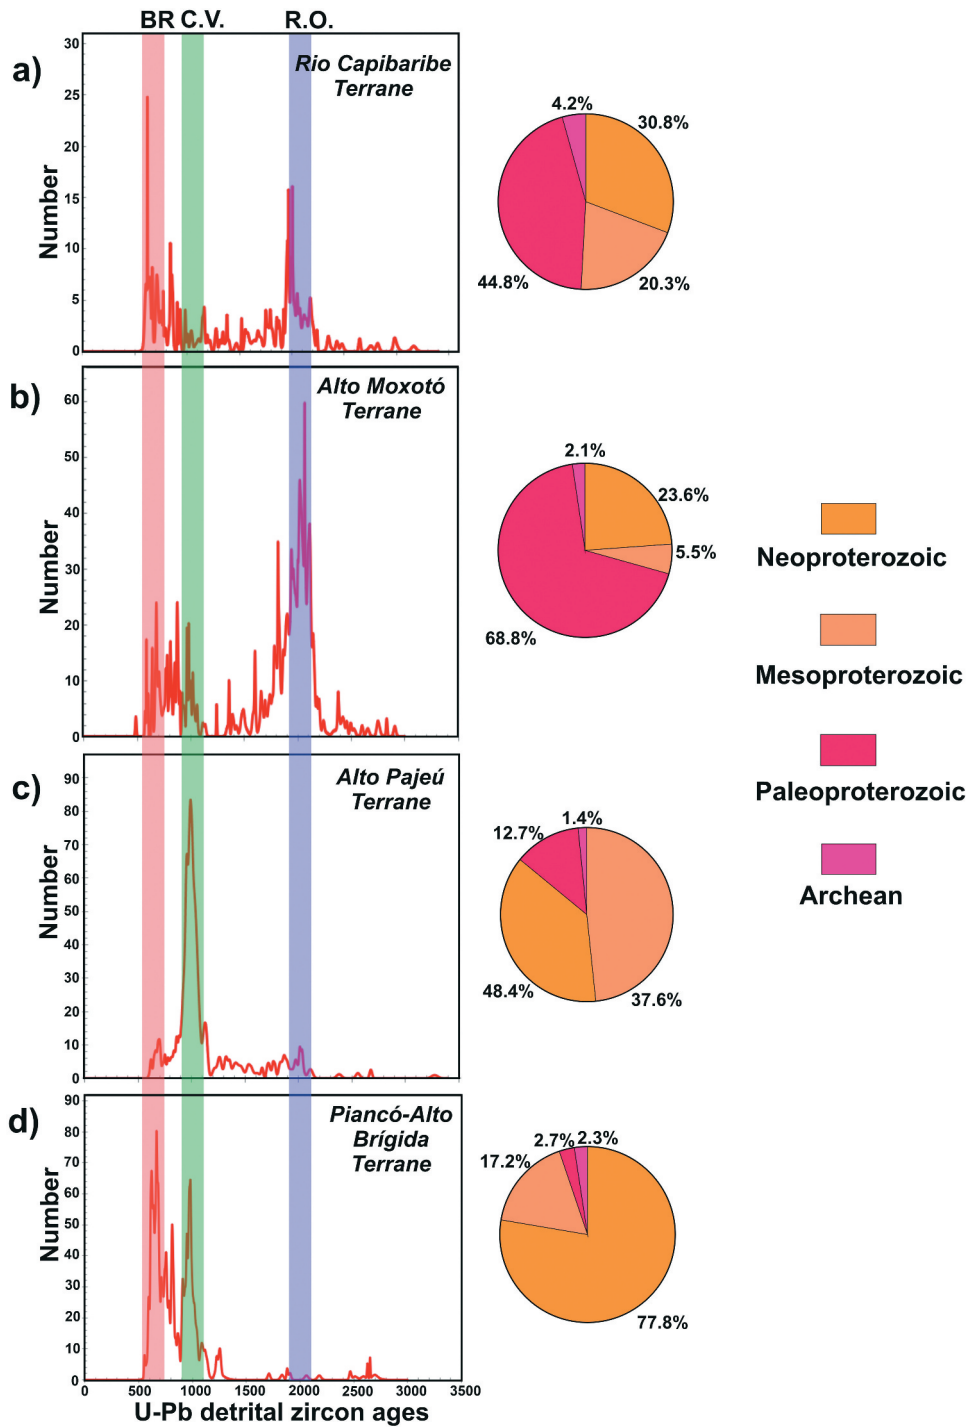 BR C.V. R.O.
a)
Rio Capibaribe
Terrane
Number
30
25
20
15
10
5
0
4.2%
30.8%
44.8%
20.3%
b)
Alto Moxotó
Terrane
Number
60
50
40
30
20
10
0
2.1%
23.6%
5.5%
68.8%
Neoproterozoic
Mesoproterozoic
Paleoproterozoic
Archean
c)
Alto Pajeú
Terrane
Number
90
80
70
60
50
40
30
20
10
0
12.7%
1.4%
48.4%
37.6%
d)
Piancó-Alto
Brígida
Terrane
Number
90
80
70
60
50
40
30
20
10
0
2.7%
2.3%
17.2%
77.8%
0 500 1000 1500 2000 2500 3000 3500
U-Pb detrital zircon ages